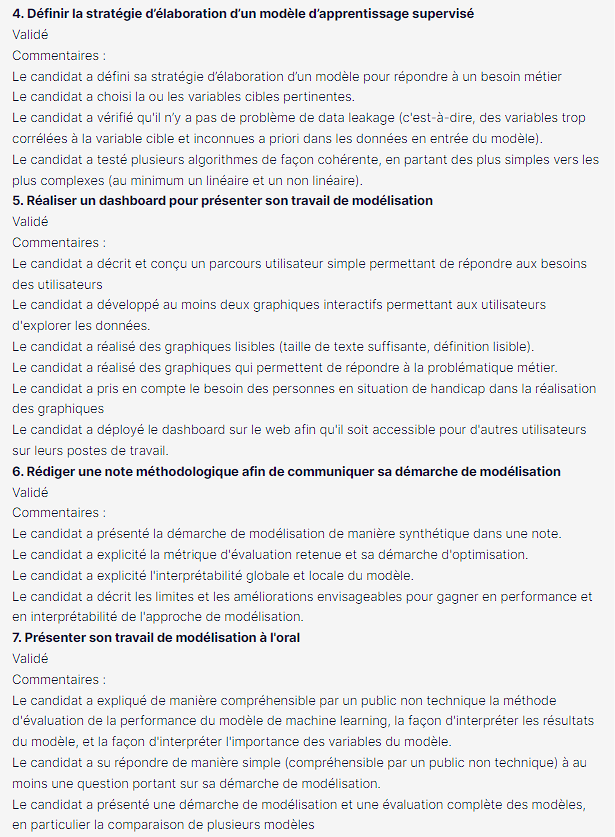 4. Définir la stratégie d’élaboration d’un modèle d’apprentissage supervisé
Validé
Commentaires :
Le candidat a défini sa stratégie d’élaboration d’un modèle pour répondre à un besoin métier
Le candidat a choisi la ou les variables cibles pertinentes.
Le candidat a vérifié qu'il n’y a pas de problème de data leakage (c'est-à-dire, des variables trop
corrélées à la variable cible et inconnues a priori dans les données en entrée du modèle).
Le candidat a testé plusieurs algorithmes de façon cohérente, en partant des plus simples vers les
plus complexes (au minimum un linéaire et un non linéaire).
5. Réaliser un dashboard pour présenter son travail de modélisation
Validé
Commentaires :
Le candidat a décrit et conçu un parcours utilisateur simple permettant de répondre aux besoins
des utilisateurs
Le candidat a développé au moins deux graphiques interactifs permettant aux utilisateurs
d'explorer les données.
Le candidat a réalisé des graphiques lisibles (taille de texte suffisante, définition lisible).
Le candidat a réalisé des graphiques qui permettent de répondre à la problématique métier.
Le candidat a pris en compte le besoin des personnes en situation de handicap dans la réalisation
des graphiques
Le candidat a déployé le dashboard sur le web afin qu'il soit accessible pour d'autres utilisateurs
sur leurs postes de travail.
6. Rédiger une note méthodologique afin de communiquer sa démarche de modélisation
Validé
Commentaires :
Le candidat a présenté la démarche de modélisation de manière synthétique dans une note.
Le candidat a explicité la métrique d'évaluation retenue et sa démarche d'optimisation.
Le candidat a explicité l'interprétabilité globale et locale du modèle.
Le candidat a décrit les limites et les améliorations envisageables pour gagner en performance et
en interprétabilité de l'approche de modélisation.
7. Présenter son travail de modélisation à l'oral
Validé
Commentaires :
Le candidat a expliqué de manière compréhensible par un public non technique la méthode
d'évaluation de la performance du modèle de machine learning, la façon d'interpréter les résultats
du modèle, et la façon d'interpréter l'importance des variables du modèle.
Le candidat a su répondre de manière simple (compréhensible par un public non technique) à au
moins une question portant sur sa démarche de modélisation.
Le candidat a présenté une démarche de modélisation et une évaluation complète des modèles,
en particulier la comparaison de plusieurs modèles